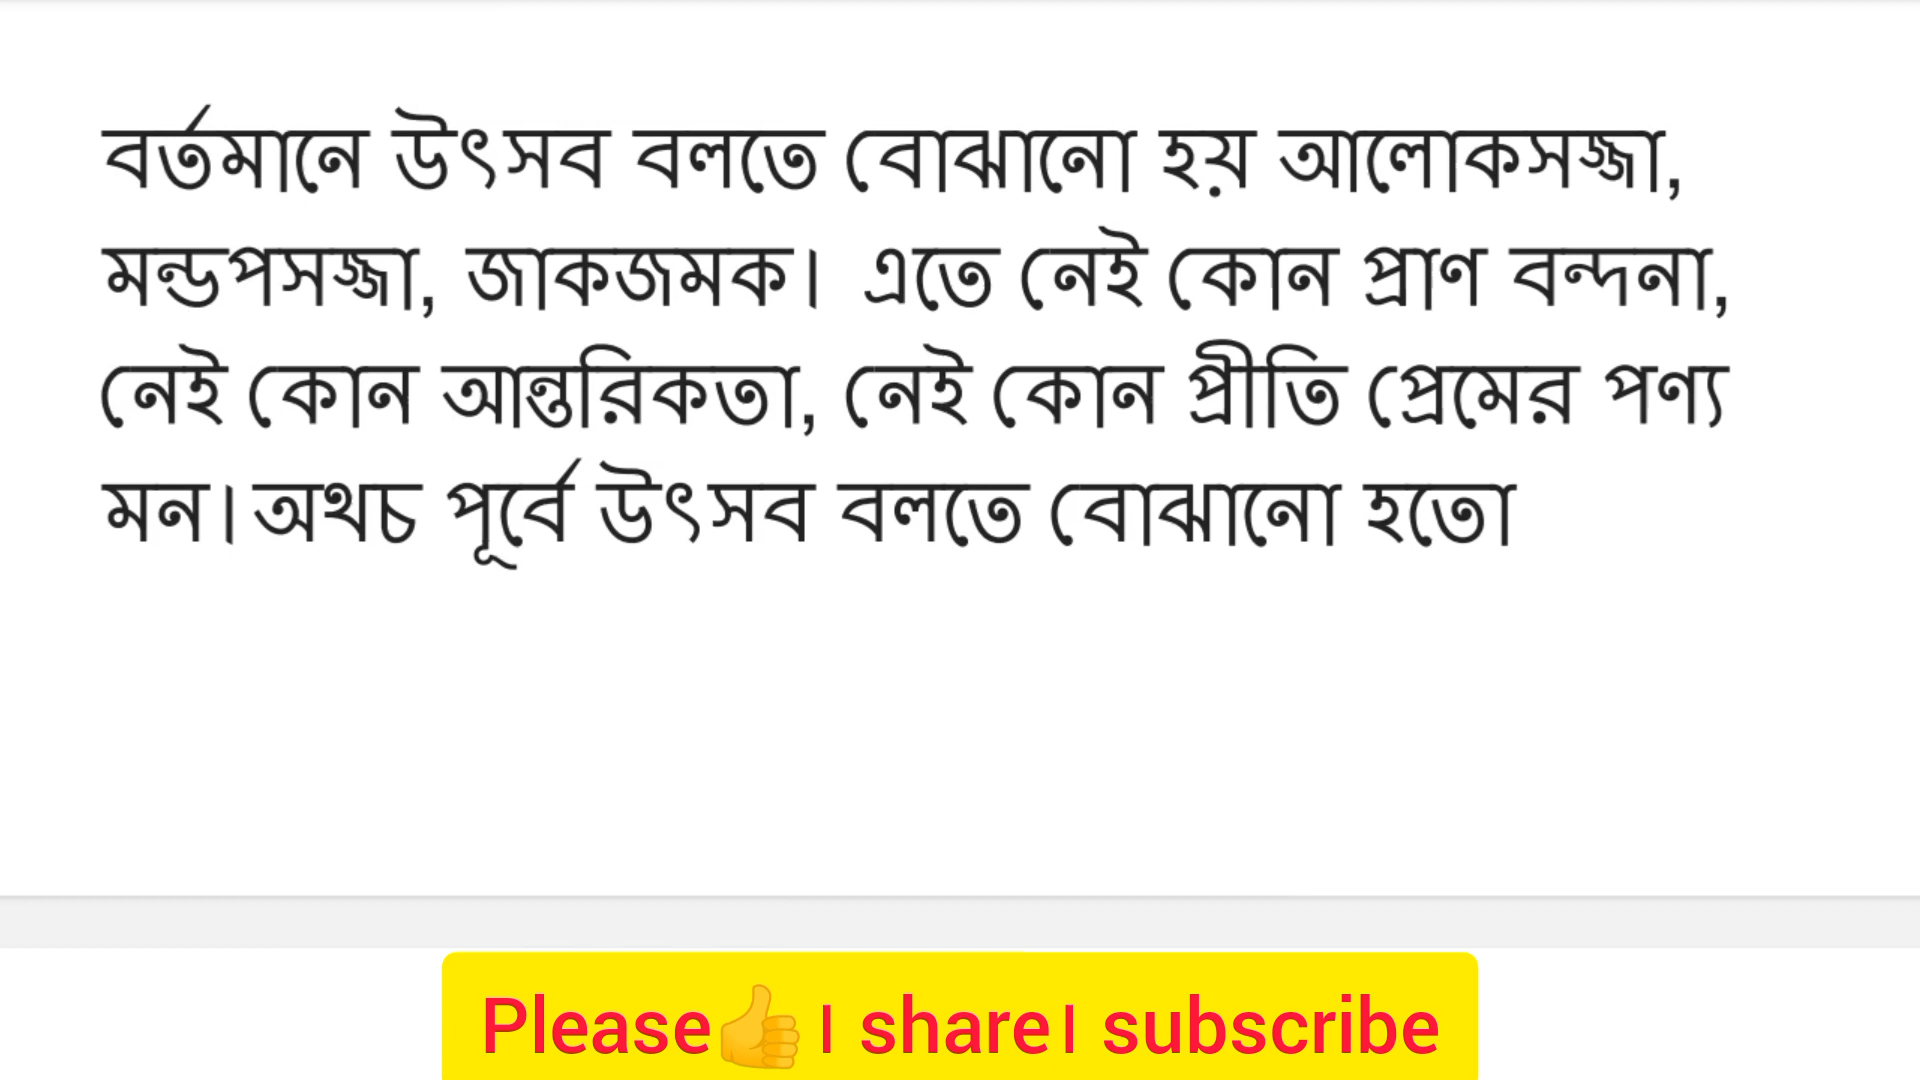 বর্তমানে উৎসব বলতে বোঝানো হয় আলোকসজ্জা,
মন্ডপসজ্জা, জাকজমক। এতে নেই কোন প্রাণ বন্দনা,
নেই কোন আন্তরিকতা, নেই কোন প্রীতি প্রেমের পণ্য
মন। অথচ পূর্বে উৎসব বলতে বোঝানো হতো
Please👍। share। subscribe